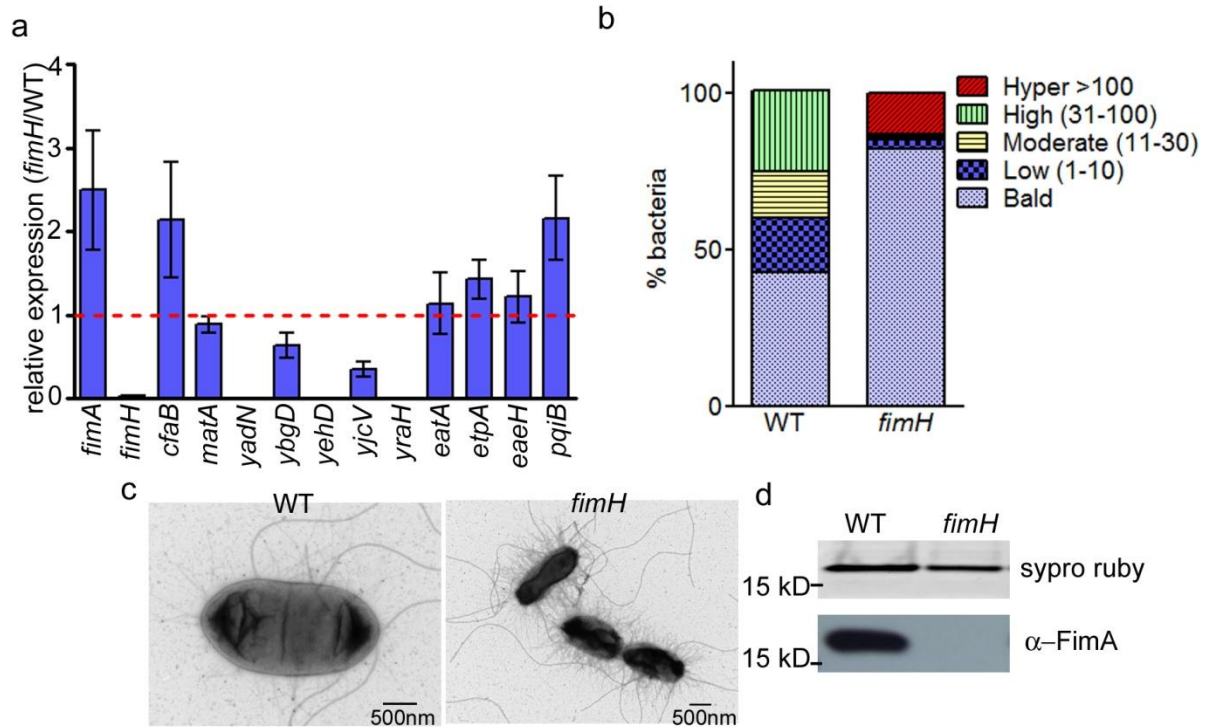 a
relative expression (fimH/WT)
4
3
2
1
0
fimA
fimH
cfaB
matA
yadN
ybgD
yehD
yjcV
yraH
eatA
etpA
eaeH
pqiB
b
% bacteria
100
50
0
WT
fimH
Hyper >100
High (31-100)
Moderate (11-30)
Low (1-10)
Bald
c
WT
500nm
fimH
500nm
d
WT fimH
15 kD
sypro ruby
15 kD
α–FimA